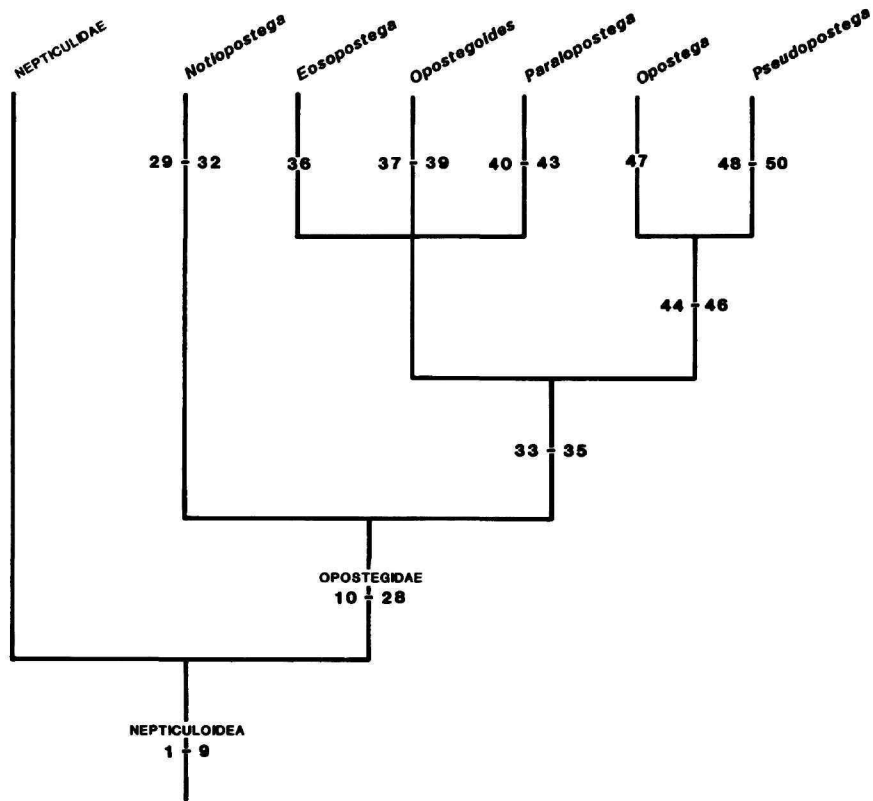 NEPTICULIDAE
Notiopostega
Eosopostega
Opostegoides
Paralopostega
Opostega
Pseudopostega
29 - 32
36
37 - 39
40 - 43
47
48 - 50
44 - 46
33 - 35
OPOSTEGIDAE
10 - 28
NEPTICULOIDEA
1 - 9